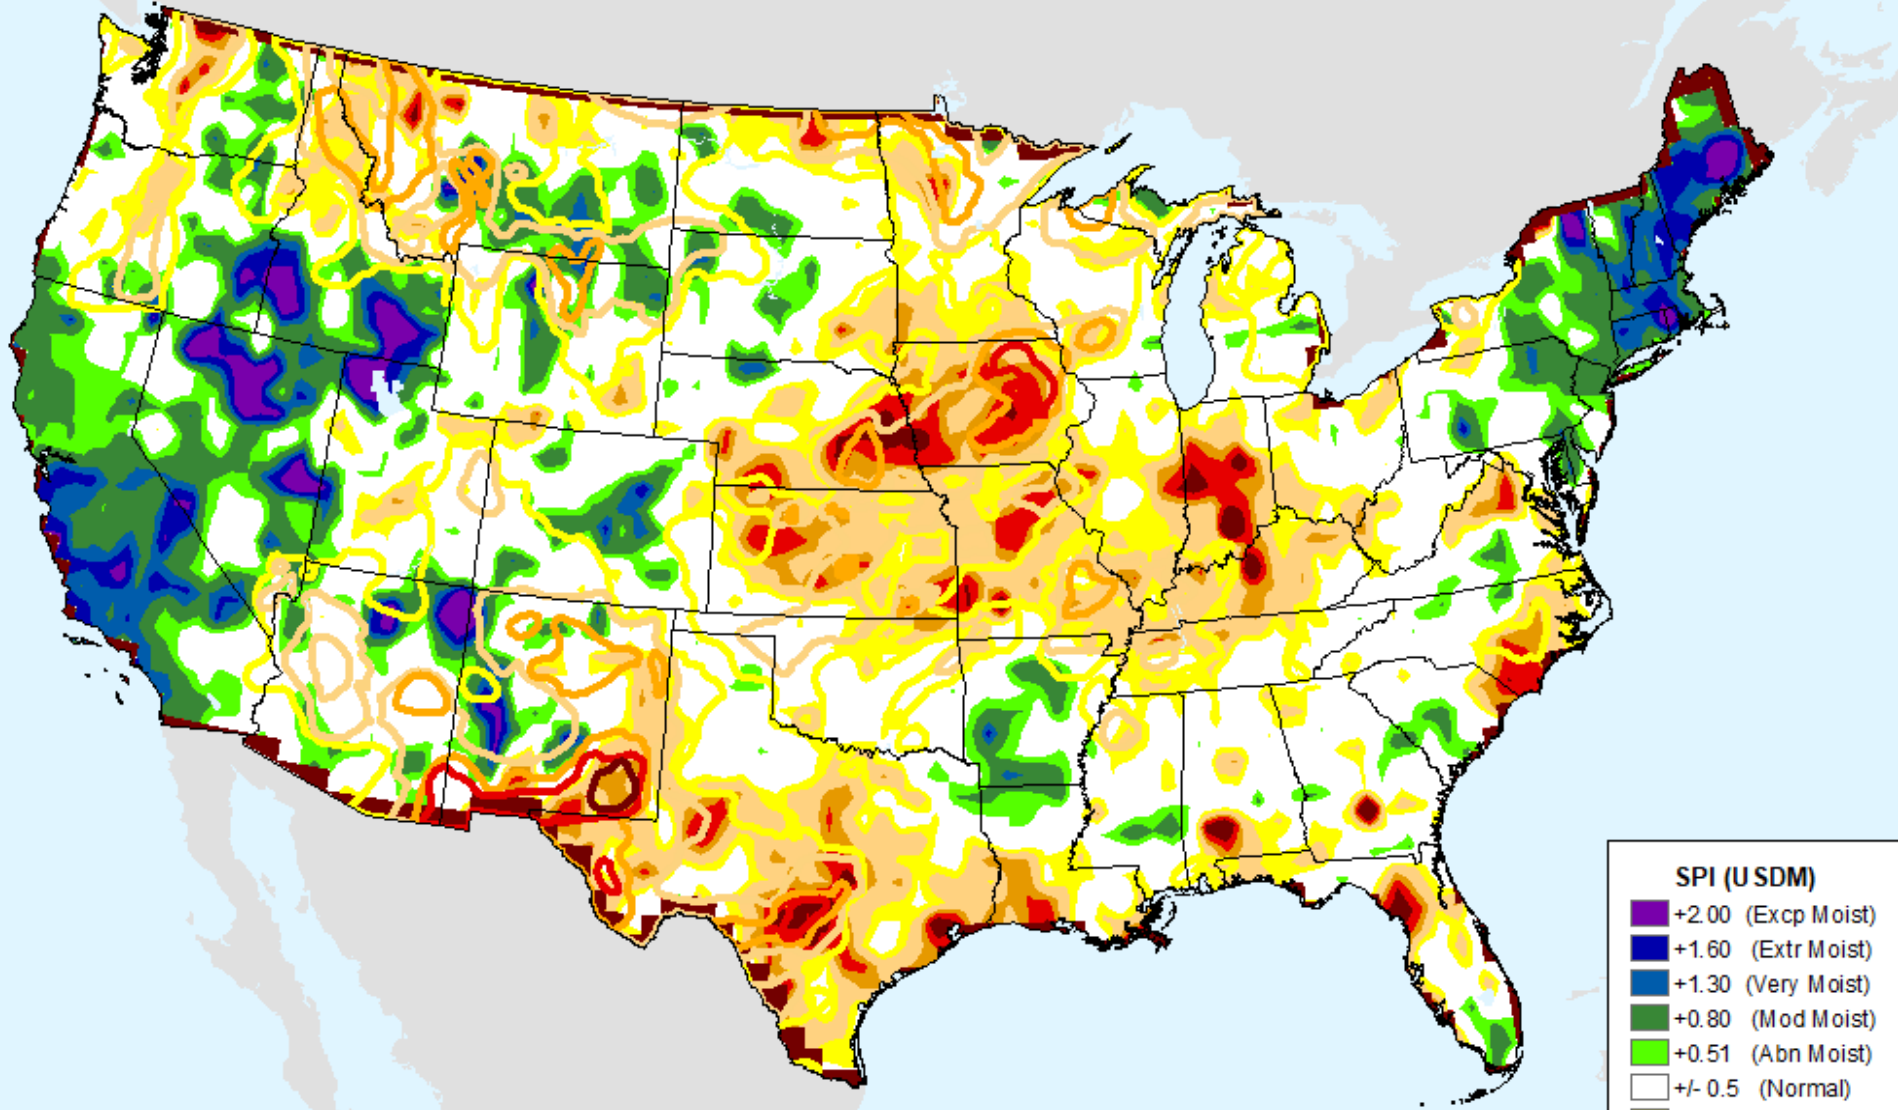 SPI (USDM)
+2.00 (Excp Moist)
+1.60 (Extr Moist)
+1.30 (Very Moist)
+0.80 (Mod Moist)
+0.51 (Abn Moist)
+/- 0.5 (Normal)